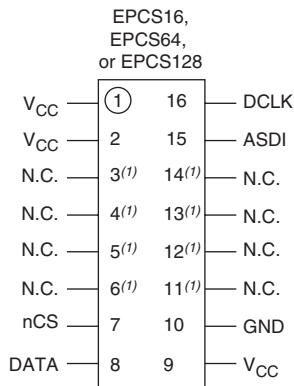 EPCS16,
EPCS64,
or EPCS128
VCC 1 16 DCLK
VCC 2 15 ASDI
N.C. 3(1) 14(1) N.C.
N.C. 4(1) 13(1) N.C.
N.C. 5(1) 12(1) N.C.
N.C. 6(1) 11(1) N.C.
nCS 7 10 GND
DATA 8 9 VCC